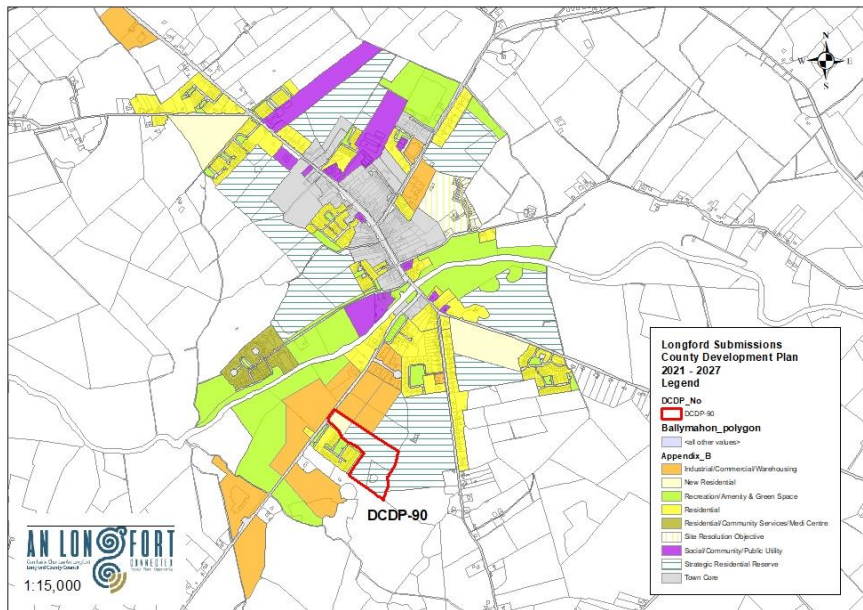 N
W E
S
DCDP-90
AN LONGFORT
CONNECTED
Longford County Council
1:15,000
Longford Submissions
County Development Plan
2021 - 2027
Legend
DCDP_No
DCDP-90
Ballymahon_polygon
<all other values>
Appendix_B
Industrial/Commercial/Warehousing
New Residential
Recreation/Amenity & Green Space
Residential
Residential/Community Services/Medi Centre
Site Resolution Objective
Social/Community/Public Utility
Strategic Residential Reserve
Town Core